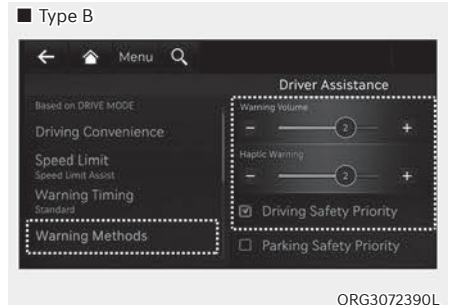 ■ Type B
Menu
Driver Assistance
Based on DRIVE MODE
Driving Convenience
Speed Limit
Speed Limit Assist
Warning Timing
Standard
Warning Methods
Warning Volume
− 2 +
Haptic Warning
− 2 +
Driving Safety Priority
Parking Safety Priority
ORG3072390L